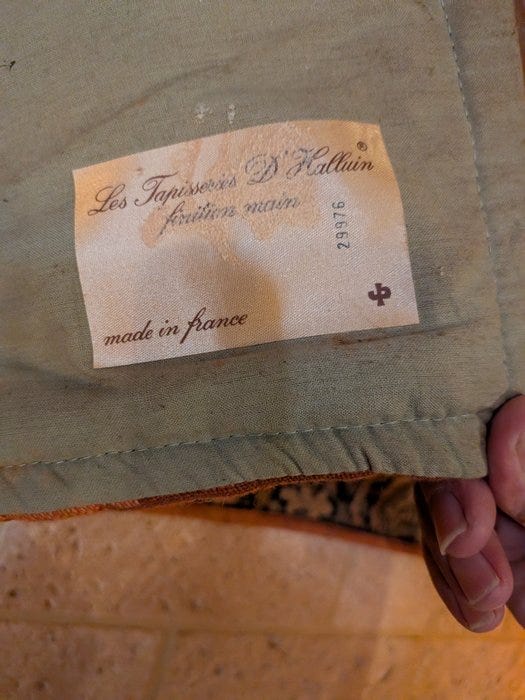 Les Tapisseries D'Halluin®
finition main
29976
made in france